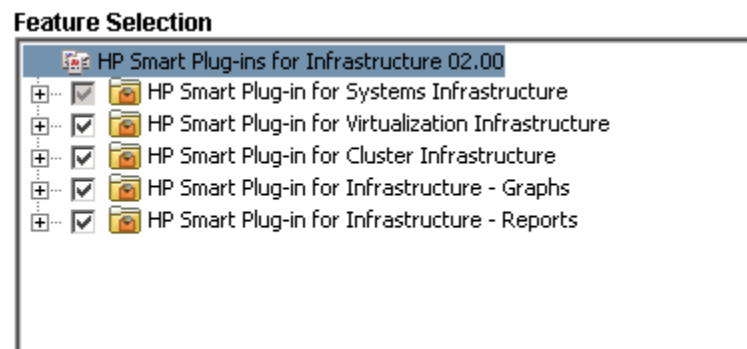 Feature Selection
HP Smart Plug-ins for Infrastructure 02.00
HP Smart Plug-in for Systems Infrastructure
HP Smart Plug-in for Virtualization Infrastructure
HP Smart Plug-in for Cluster Infrastructure
HP Smart Plug-in for Infrastructure - Graphs
HP Smart Plug-in for Infrastructure - Reports